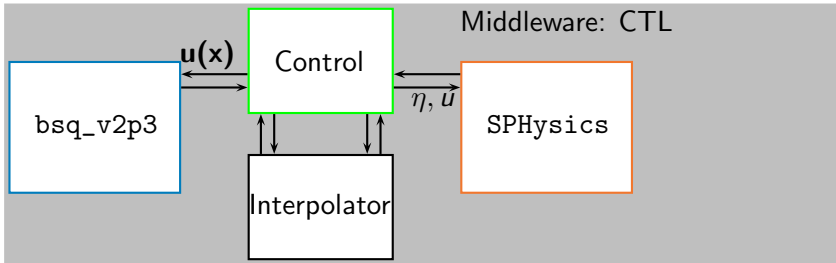 Middleware: CTL
u(x)
Control
η, u
bsq_v2p3
SPHysics
Interpolator